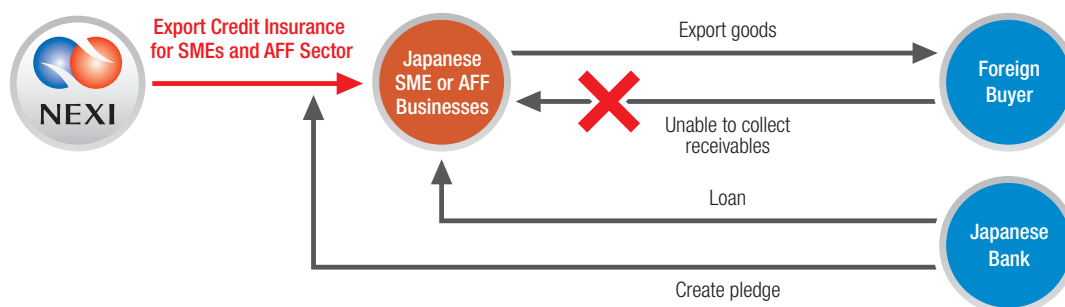 Export Credit Insurance
for SMEs and AFF Sector
NEXI
Japanese
SME or AFF
Businesses
Export goods
Foreign
Buyer
Unable to collect
receivables
Loan
Japanese
Bank
Create pledge